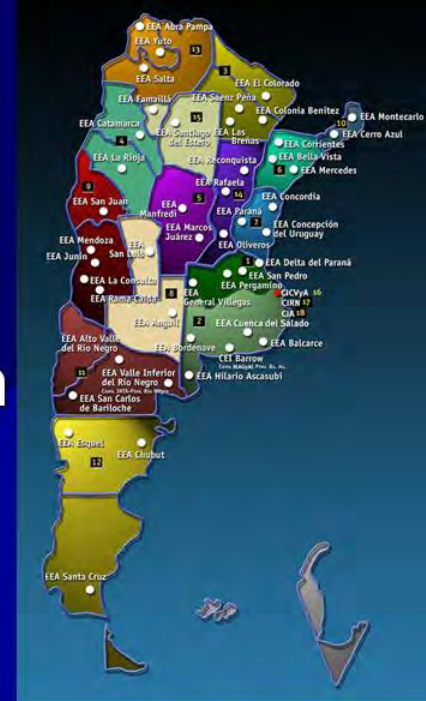 EEA Abra Pampa
EEA Yuto
13
EEA Salta
3
EEA El Colorado
EEA Famaillá
EEA Sáenz Peña
EEA Colonia Benítez
EEA Montecarlo
10
EEA Catamarca
15
EEA Santiago
del Estero
EEA Las
Breñas
EEA Cerro Azul
4
EEA Corrientes
EEA La Rioja
EEA Reconquista
EEA Bella Vista
6
EEA Mercedes
9
EEA Rafaela
14
EEA San Juan
5
EEA
Manfredi
EEA Concordia
EEA Paraná
7
EEA Marcos
Juárez
EEA Concepción
del Uruguay
EEA Mendoza
EEA
San Luis
EEA Oliveros
EEA Junín
1
EEA Delta del Paraná
EEA San Pedro
EEA La Consulta
EEA Pergamino
EEA Rama Caída
8
EEA
General Villegas
CICVyA 16
CIRN 17
CIA 18
EEA Anguil
2
EEA Cuenca del Salado
EEA Alto Valle
del Río Negro
EEA Bordenave
EEA Balcarce
CEI Barrow
11
EEA Valle Inferior
del Río Negro
EEA Hilario Ascasubi
EEA San Carlos
de Bariloche
EEA Esquel
EEA Chubut
12
EEA Santa Cruz